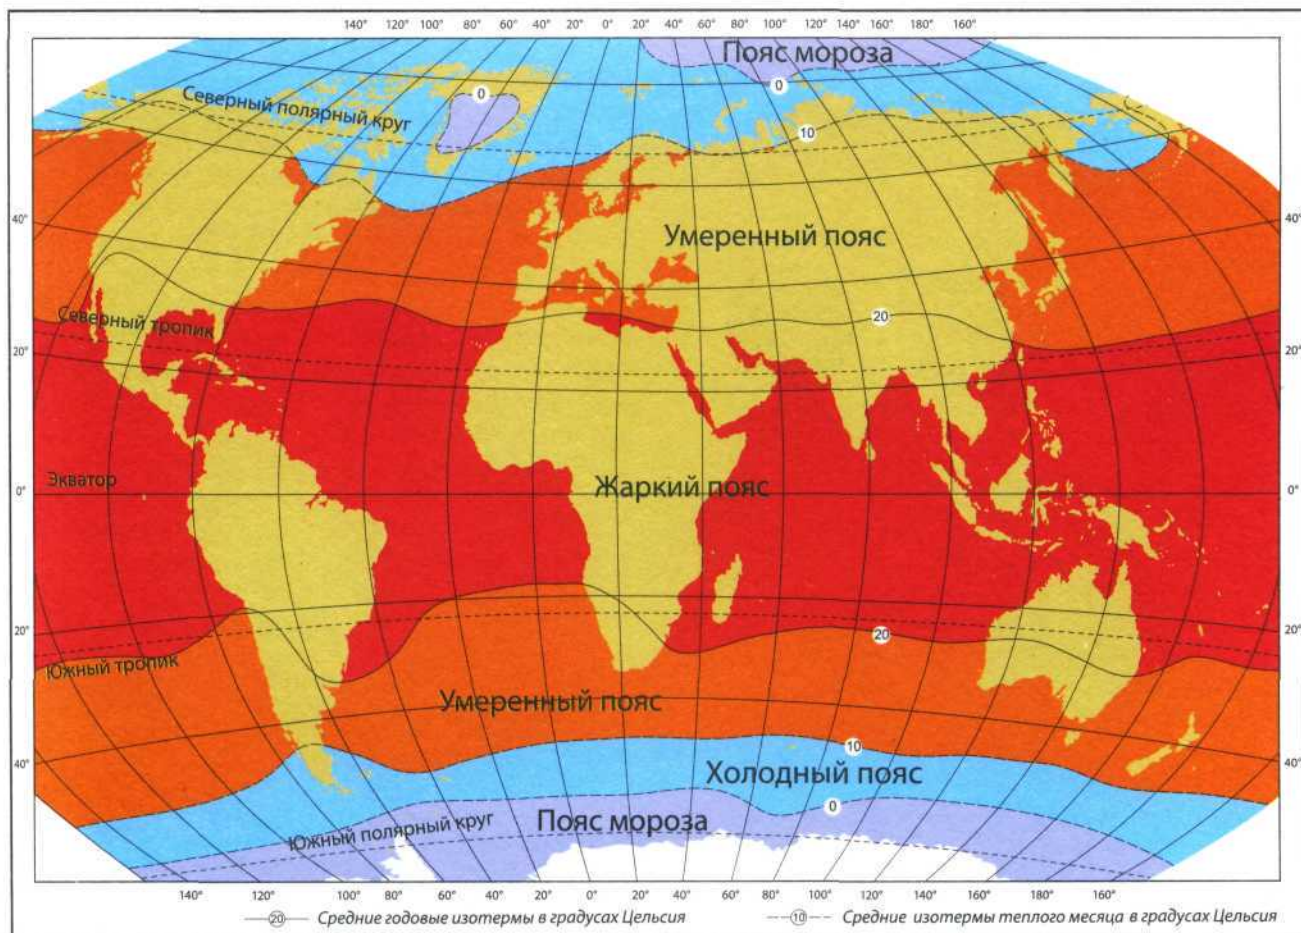 140° 120° 100° 80° 60° 40° 20° 0° 20° 40° 60° 80° 100° 120° 140° 160° 180° 160°
Пояс мороза
0
0
Северный полярный круг
10
40°
40°
Умеренный пояс
Северный тропик
20
20°
20°
Экватор
Жаркий пояс
0°
0°
20°
20
20°
Южный тропик
Умеренный пояс
10
40°
Холодный пояс
40°
0
Южный полярный круг
Пояс мороза
140° 120° 100° 80° 60° 40° 20° 0° 20° 40° 60° 80° 100° 120° 140° 160° 180° 160°
20 Средние годовые изотермы в градусах Цельсия
10 Средние изотермы теплого месяца в градусах Цельсия